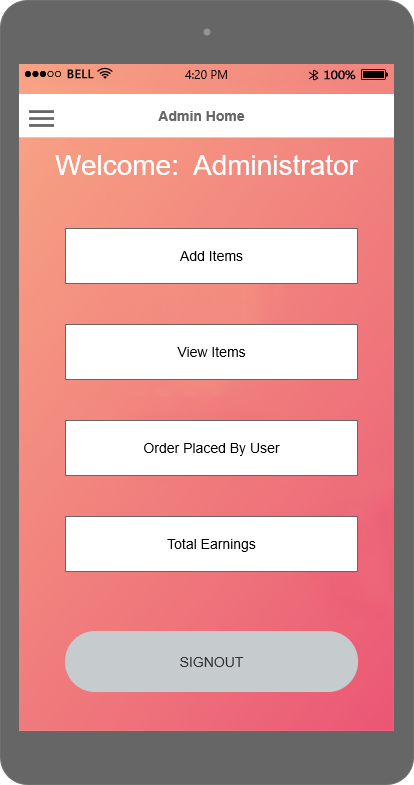 BELL 4:20 PM 100%
Admin Home
Welcome: Administrator
Add Items
View Items
Order Placed By User
Total Earnings
SIGNOUT